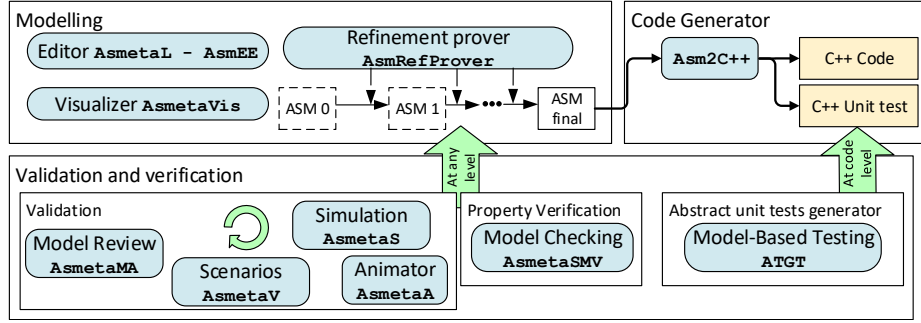 Modelling
Editor AsmetaL - AsmEE
Visualizer AsmetaVis
Refinement prover
AsmRefProver
ASM 0
ASM 1
•••
ASM
final
Code Generator
Asm2C++
C++ Code
C++ Unit test
At any
level
At code
level
Validation and verification
Validation
Model Review
AsmetaMA
Scenarios
AsmetaV
Simulation
AsmetaS
Animator
AsmetaA
Property Verification
Model Checking
AsmetaSMV
Abstract unit tests generator
Model-Based Testing
ATGT